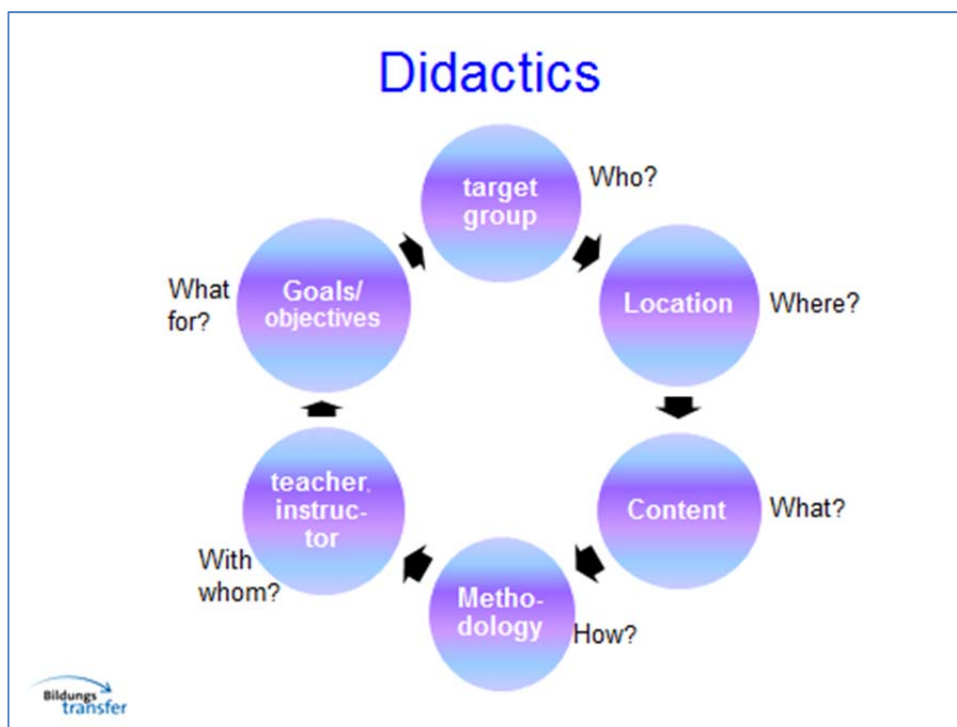 Didactics
target
group
Who?
Location
Where?
Content
What?
Metho-
dology
How?
teacher,
instruc-
tor
With
whom?
Goals/
objectives
What
for?
Bildungs
transfer